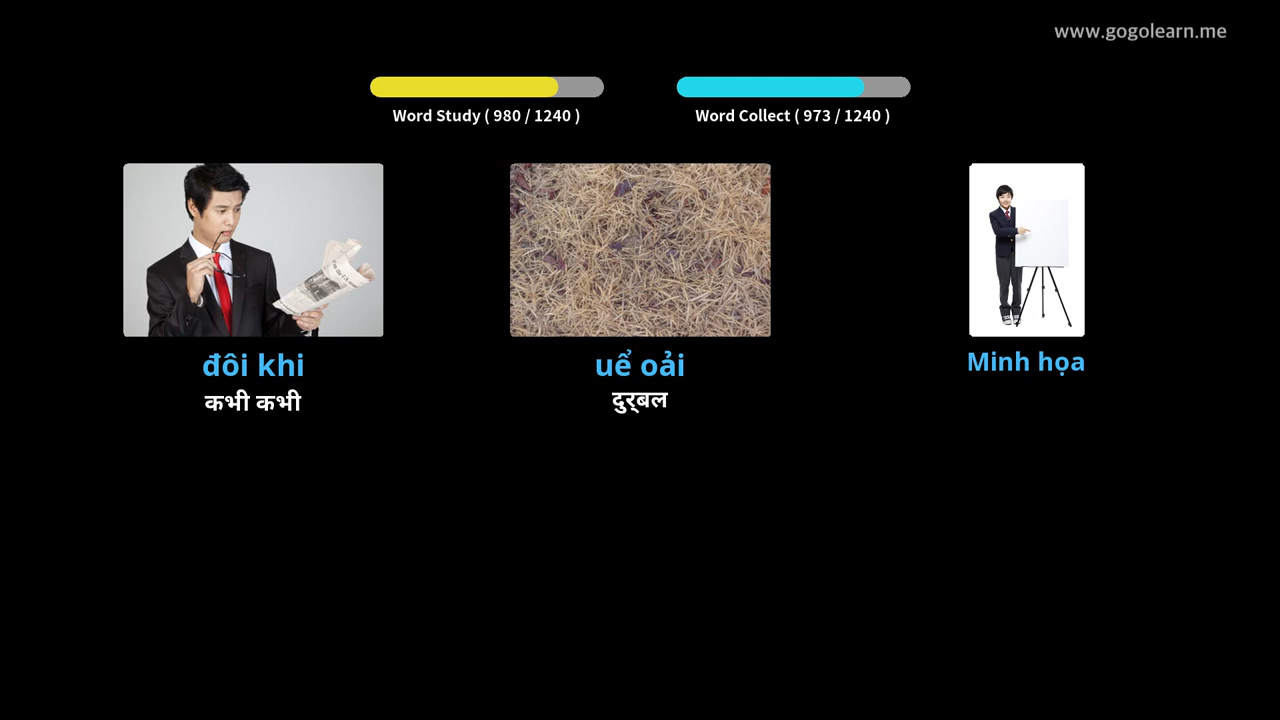 www.gogolearn.me
Word Study ( 980 / 1240 )
Word Collect ( 973 / 1240 )
đôi khi
कभी कभी
uể oải
दुर्‍बल
Minh họa